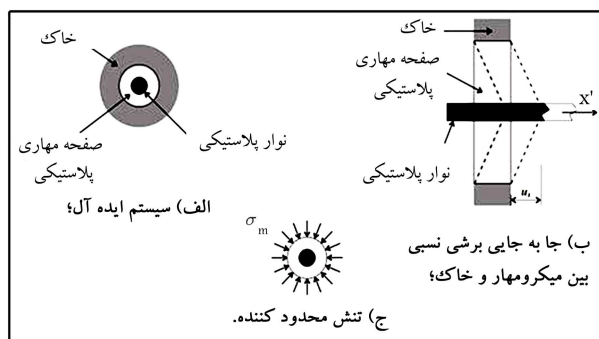 خاک
صفحه مهاری
پلاستیکی
نوار پلاستیکی
الف) سیستم ایده آل؛
خاک
صفحه مهاری
پلاستیکی
X'
نوار پلاستیکی
ب) جا به جایی برشی نسبی
بین میکرومهار و خاک؛
σm
ج) تنش محدود کننده.